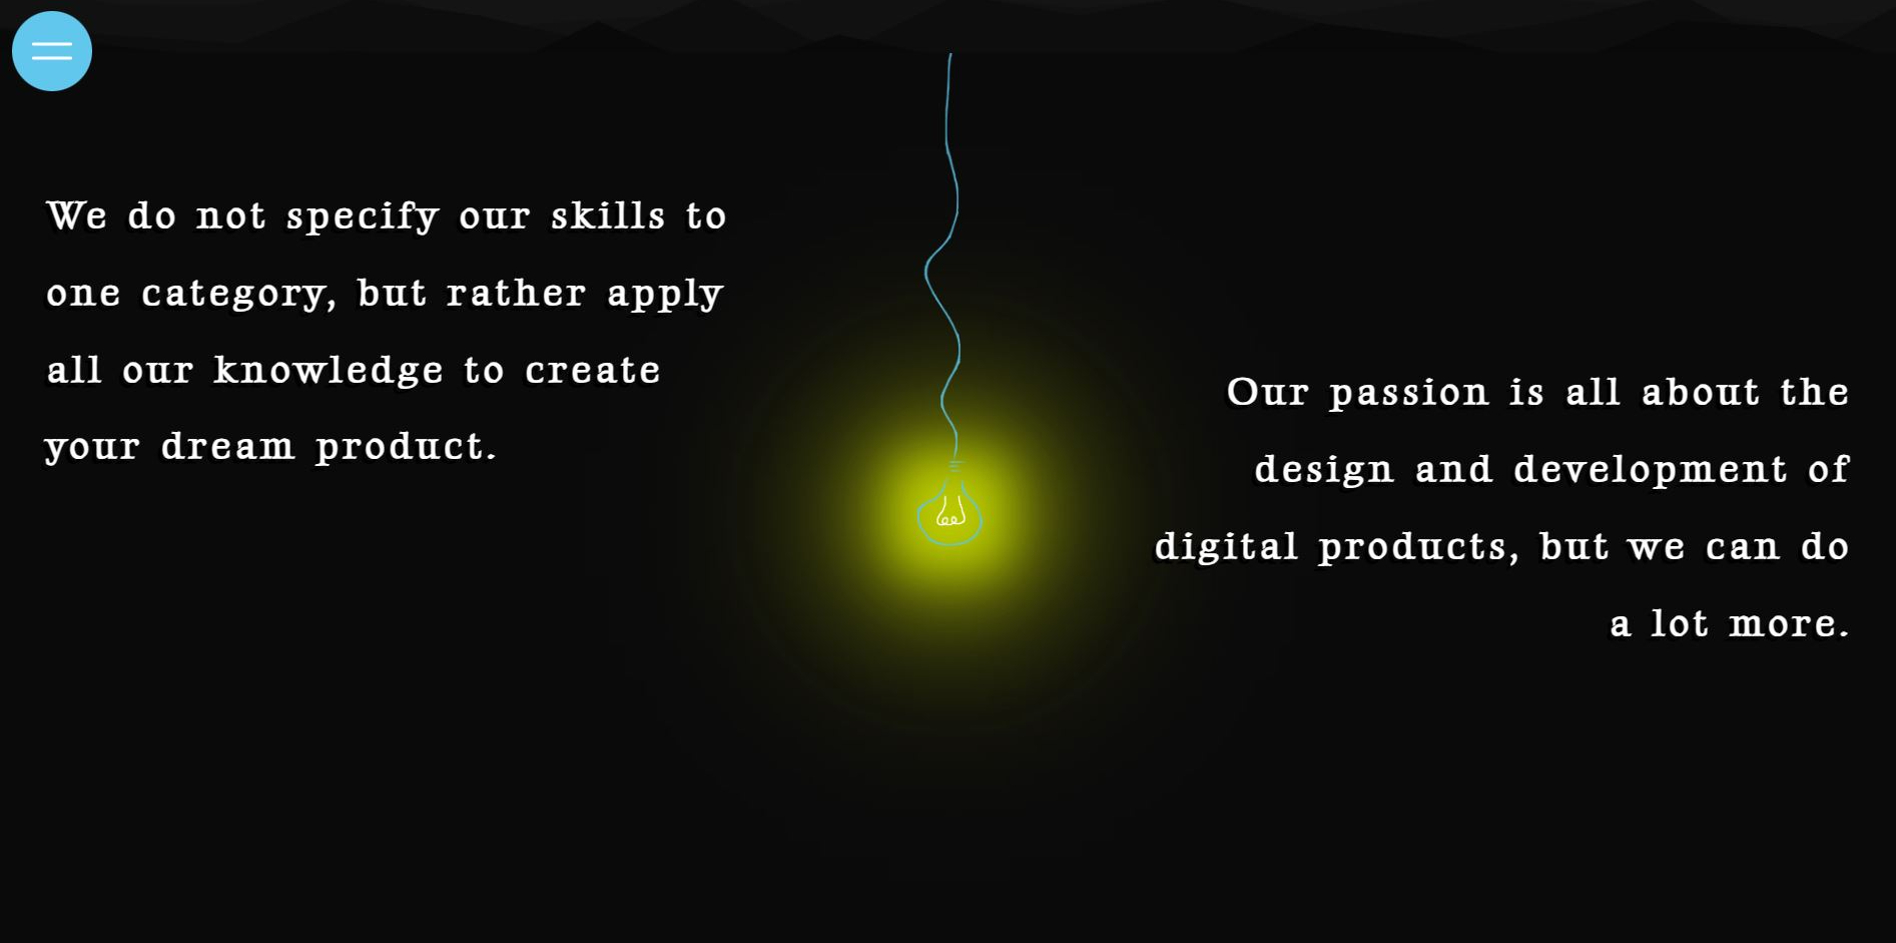 We do not specify our skills to
one category, but rather apply
all our knowledge to create
your dream product.
Our passion is all about the
design and development of
digital products, but we can do
a lot more.